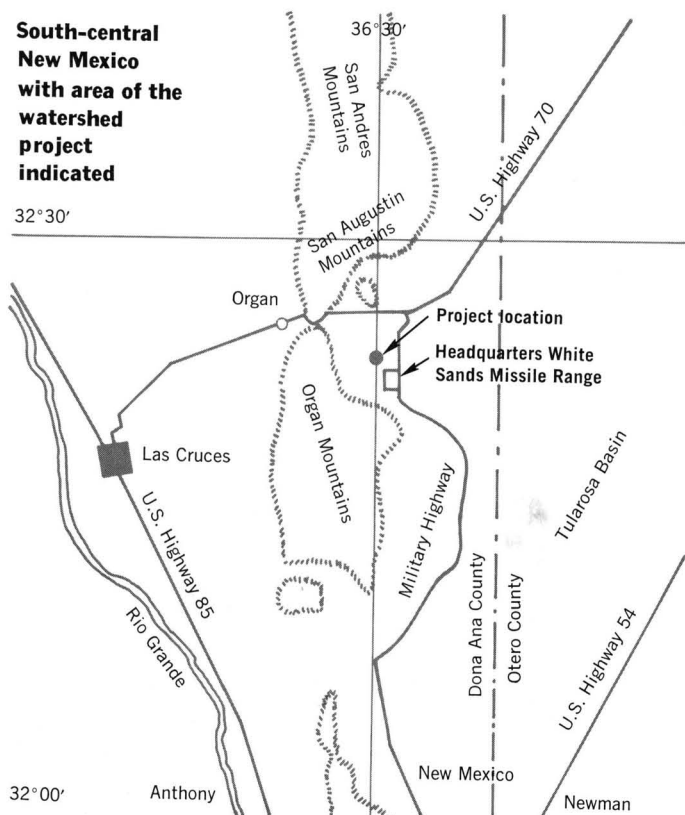 South-central
New Mexico
with area of the
watershed
project
indicated
36°30'
San Andres
Mountains
U.S. Highway 70
32°30'
San Augustin
Mountains
Organ
Project location
Headquarters White
Sands Missile Range
Organ Mountains
Las Cruces
Military Highway
Tularosa Basin
U.S. Highway 85
Rio Grande
Dona Ana County
Otero County
U.S. Highway 54
New Mexico
32°00'
Anthony
Newman